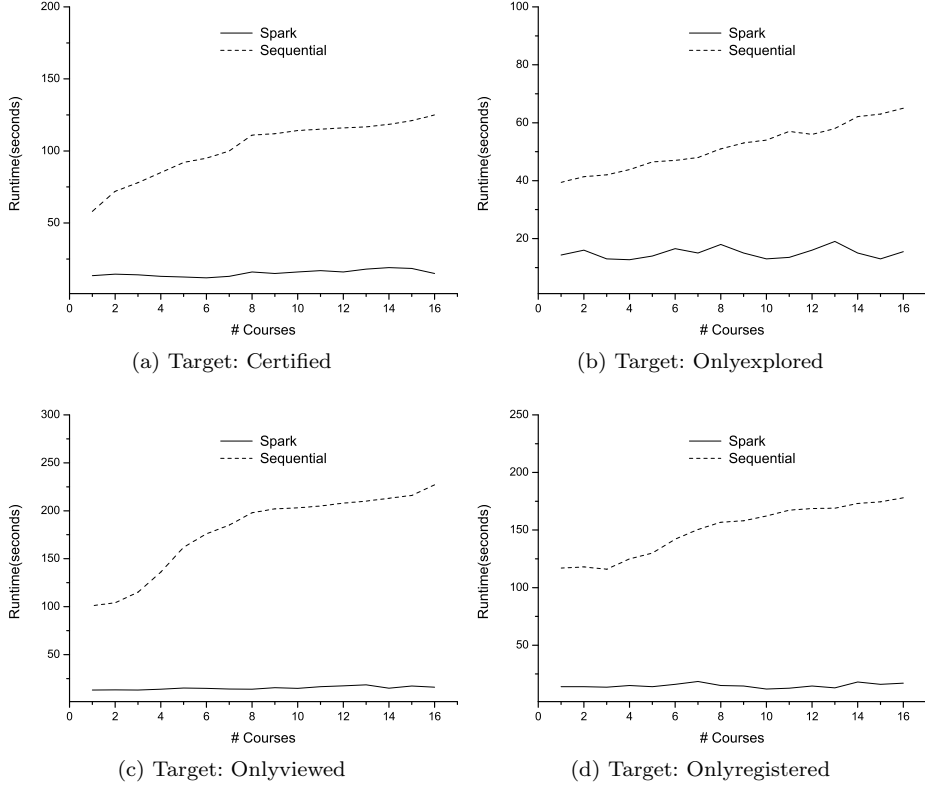 200
150
100
50
Runtime(seconds)
Spark
Sequential
0 2 4 6 8 10 12 14 16
# Courses
(a) Target: Certified
100
80
60
40
20
Runtime(seconds)
Spark
Sequential
0 2 4 6 8 10 12 14 16
# Courses
(b) Target: Onlyexplored
300
250
200
150
100
50
Runtime(seconds)
Spark
Sequential
0 2 4 6 8 10 12 14 16
# Courses
(c) Target: Onlyviewed
250
200
150
100
50
Runtime(seconds)
Spark
Sequential
0 2 4 6 8 10 12 14 16
# Courses
(d) Target: Onlyregistered